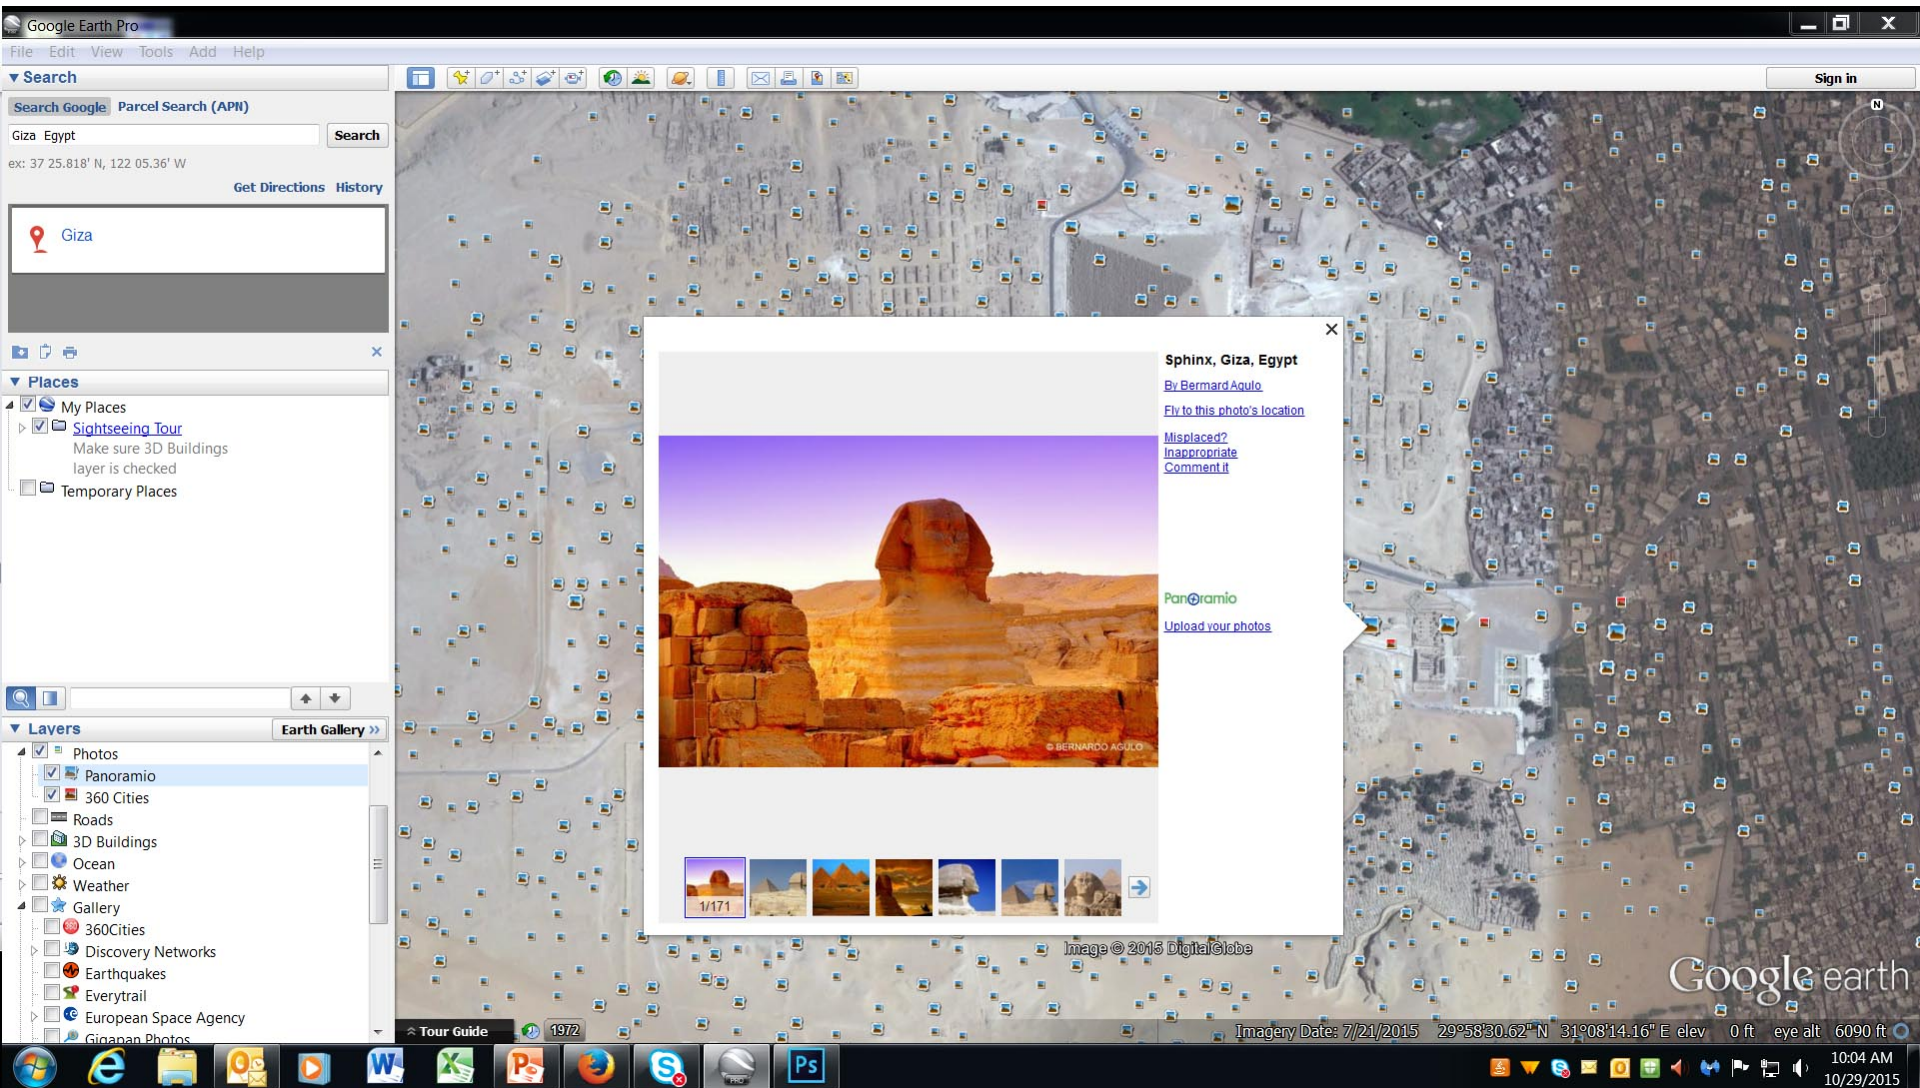 Google Earth Pro
File Edit View Tools Add Help
Search
Sign in
Search Google Parcel Search (APN)
Giza Egypt
Search
ex: 37 25.818' N, 122 05.36' W
Get Directions History
Giza
Places
My Places
Sightseeing Tour
Make sure 3D Buildings
layer is checked
Temporary Places
Layers
Earth Gallery »
Photos
Panoramio
360 Cities
Roads
3D Buildings
Ocean
Weather
Gallery
360Cities
Discovery Networks
Earthquakes
Everytrail
European Space Agency
Gigapan Photos
N
Sphinx, Giza, Egypt
By Bermard Agulo
Fly to this photo's location
Misplaced?
Inappropriate
Comment it
Panoramio
Upload your photos
© BERNARDO AGULO
1/171
Image © 2015 DigitalGlobe
Google earth
Tour Guide
1972
Imagery Date: 7/21/2015 29°58'30.62" N 31°08'14.16" E elev 0 ft eye alt 6090 ft
PRO
Ps
10:04 AM
10/29/2015